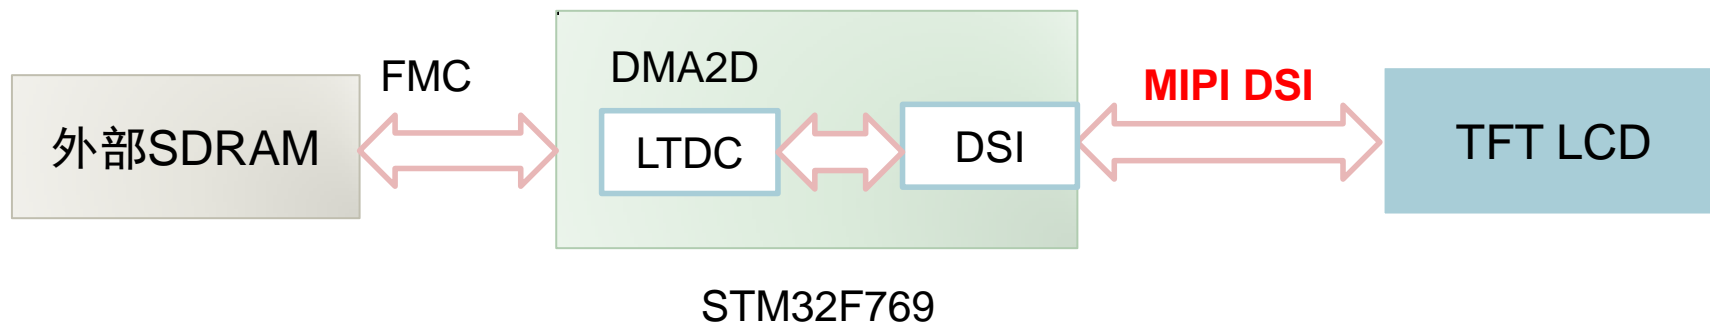 外部SDRAM
FMC
DMA2D
LTDC
DSI
MIPI DSI
TFT LCD
STM32F769